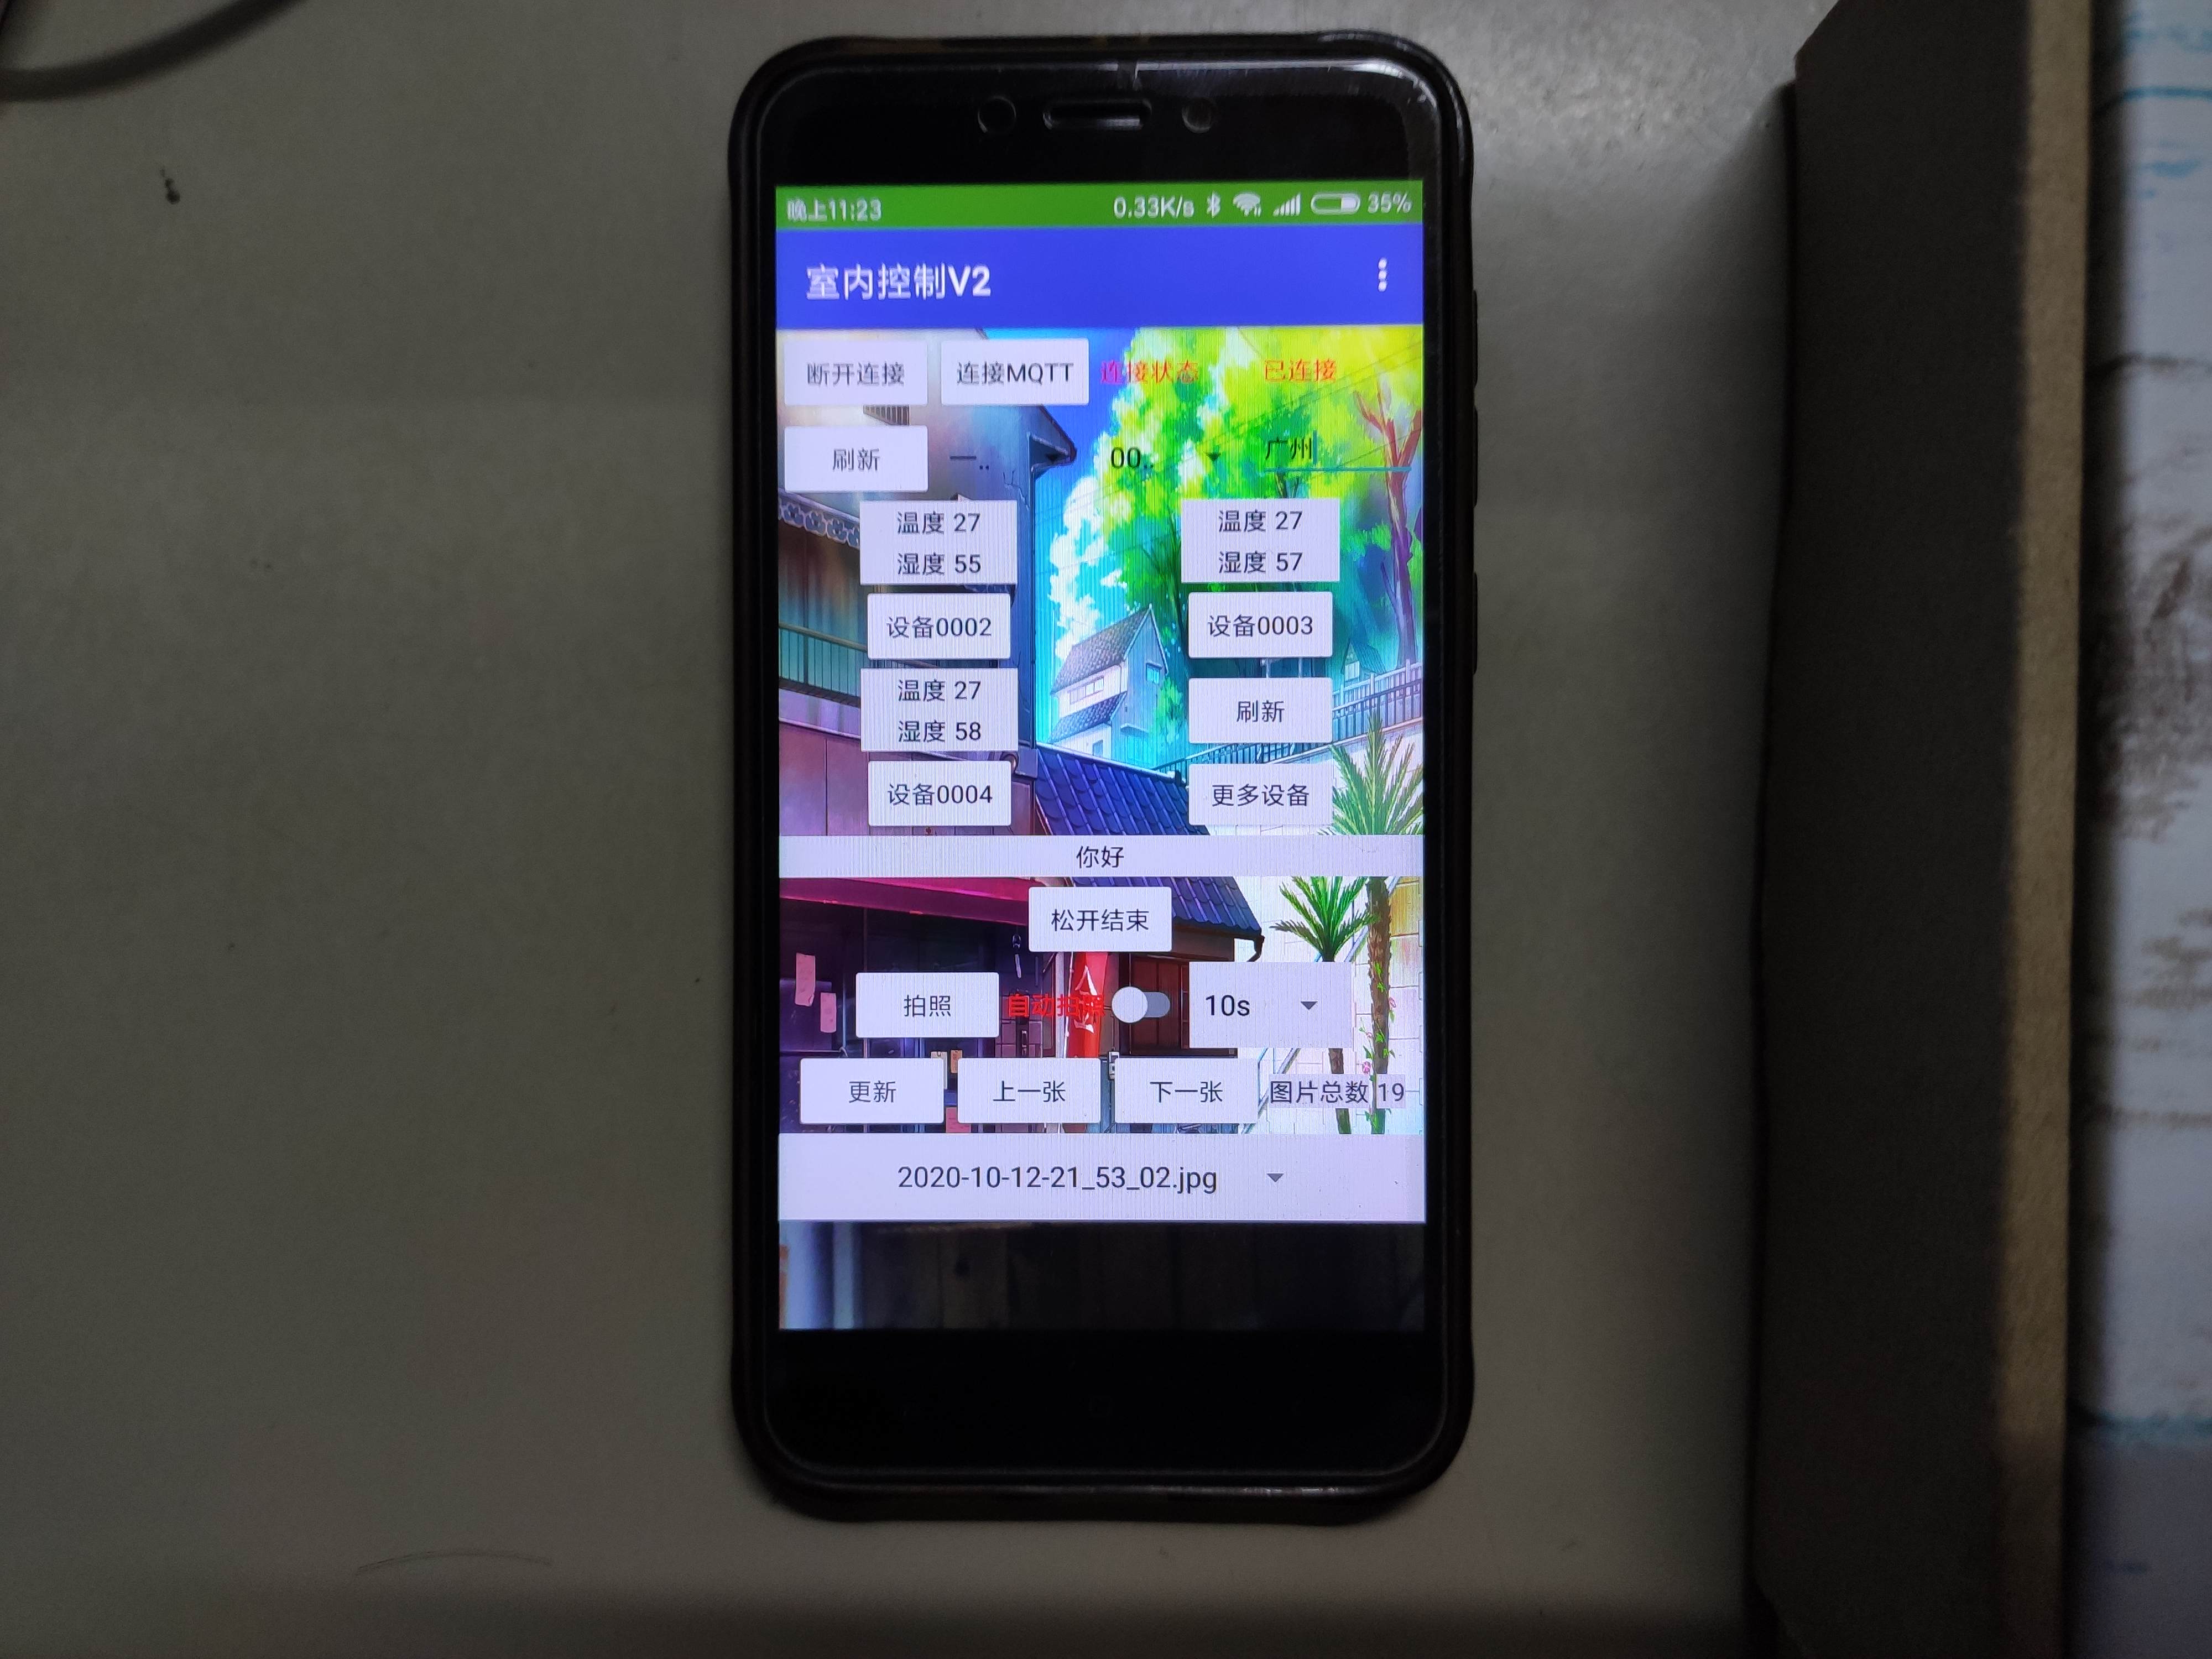 晚上11:23 0.33K/s 35%
室内控制V2
断开连接 连接MQTT 连接状态 已连接
刷新 一.. 00.. 广州
温度 27 温度 27
湿度 55 湿度 57
设备0002 设备0003
温度 27
湿度 58
刷新
设备0004 更多设备
你好
松开结束
拍照 自动拍照 10s
更新 上一张 下一张 图片总数 19
2020-10-12-21_53_02.jpg